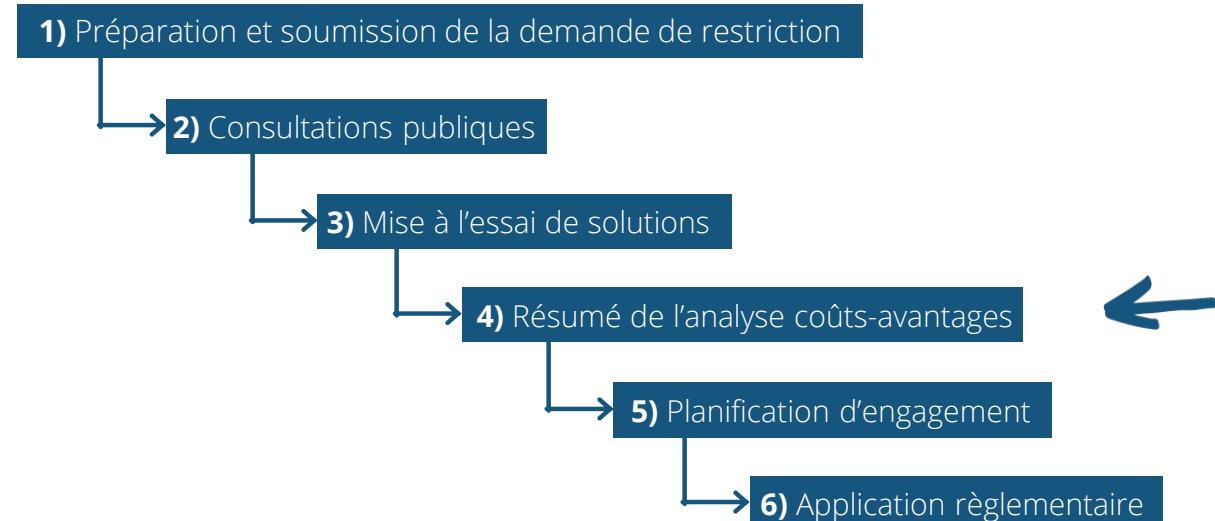 1) Préparation et soumission de la demande de restriction
2) Consultations publiques
3) Mise à l’essai de solutions
4) Résumé de l’analyse coûts-avantages
5) Planification d’engagement
6) Application règlementaire